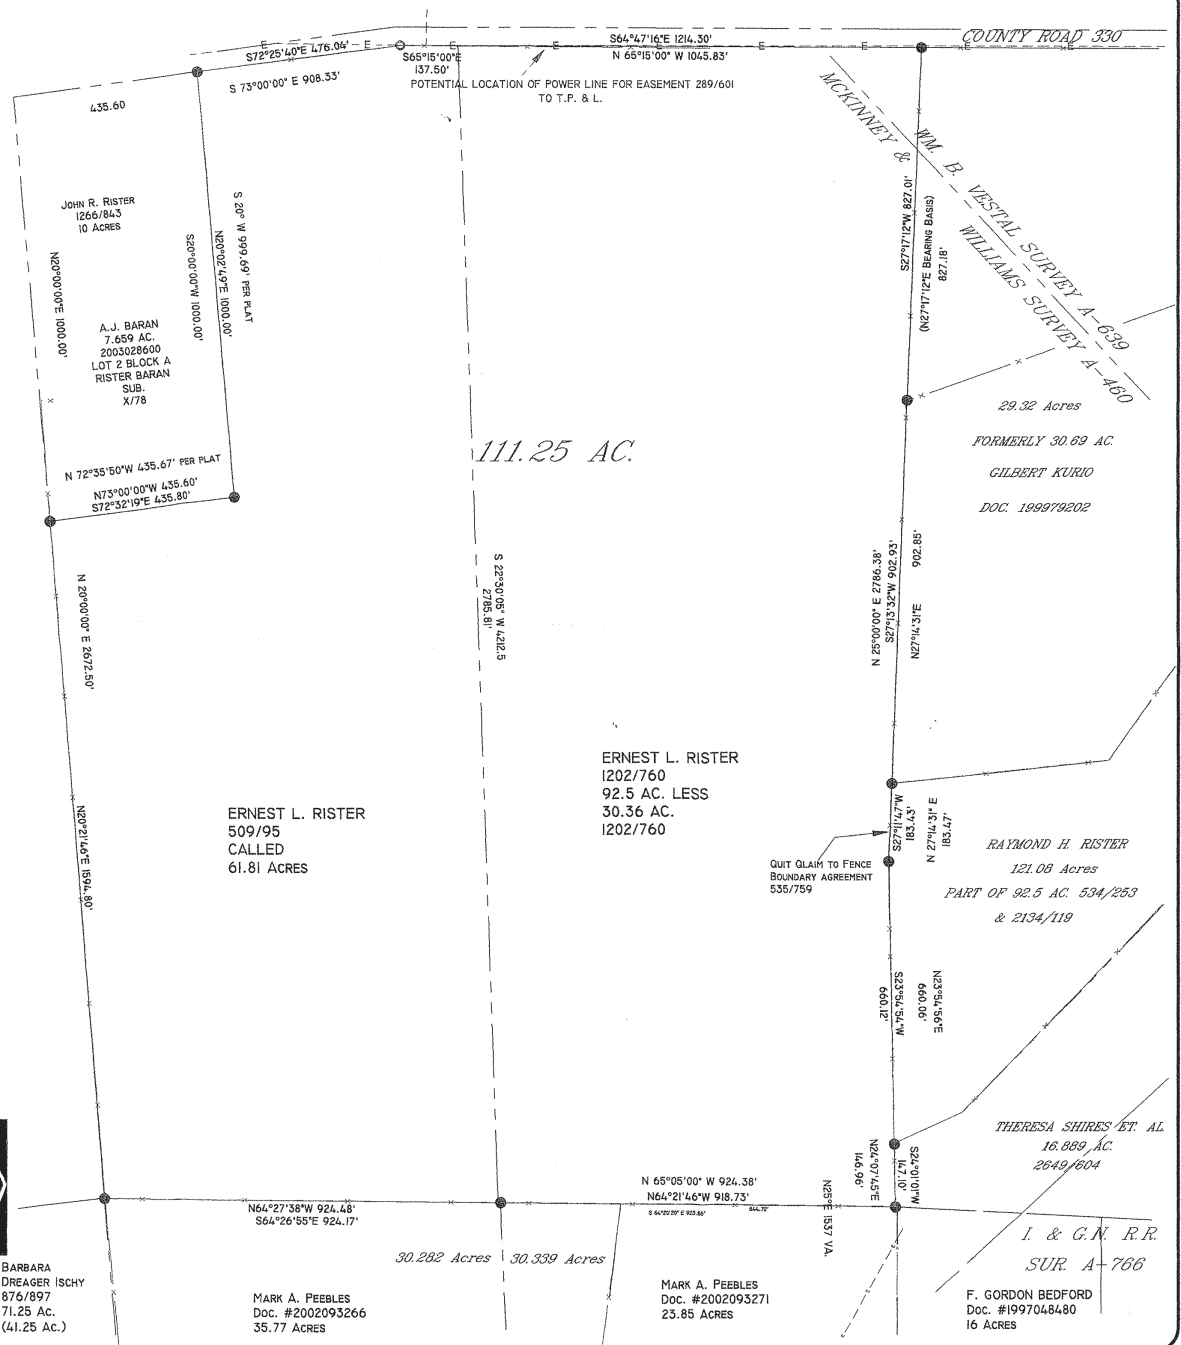 COUNTY ROAD 330
S72°25'40"E 476.04'
S 73°00'00" E 908.33'
S65°15'00"E
137.50'
S64°47'16"E 1214.30'
N 65°15'00" W 1045.83'
POTENTIAL LOCATION OF POWER LINE FOR EASEMENT 289/601
TO T.P. & L.
435.60
MCKINNEY &
WILLIAMS SURVEY A-460
WM. B. VESTAL SURVEY A-639
JOHN R. RISTER
1266/843
10 ACRES
N20°00'00"E 1000.00'
S20°00'00"W 1000.00'
N20°02'49"E 1000.00'
S 20° W 999.69' PER PLAT
A.J. BARAN
7.659 AC.
2003028600
LOT 2 BLOCK A
RISTER BARAN
SUB.
X/78
N 72°35'50"W 435.67' PER PLAT
N73°00'00"W 435.60'
S72°32'19"E 435.80'
S27°17'12"W 827.01'
(N27°17'12"E BEARING BASIS)
827.18'
111.25 AC.
29.32 Acres
FORMERLY 30.69 AC.
GILBERT KURIO
DOC. 199979202
N 20°00'00" E 2672.50'
S 22°30'05" W 4212.5
2785.81'
N 25°00'00" E 2786.38'
S27°13'32"W 902.93'
N27°14'31"E
902.85'
ERNEST L. RISTER
1202/760
92.5 AC. LESS
30.36 AC.
1202/760
ERNEST L. RISTER
509/95
CALLED
61.81 ACRES
N20°21'46"E 1594.80'
S27°11'47"W
183.43'
N 27°14'31" E
183.47'
QUIT QLAIM TO FENCE
BOUNDARY AGREEMENT
535/759
RAYMOND H. RISTER
121.08 Acres
PART OF 92.5 AC. 534/253
& 2134/119
S23°54'54"W
660.12'
N23°54'56"E
660.06'
THERESA SHIRES ET. AL
16.889 AC.
2649/604
N24°07'45"E
146.96'
S24°01'01"W
147.10'
N25°E 1537 VA.
N64°27'38"W 924.48'
S64°26'55"E 924.17'
N 65°05'00" W 924.38'
N64°21'46"W 918.73'
30.282 Acres
30.339 Acres
I. & G.N. R.R.
SUR. A-766
BARBARA
DREAGER ISCHY
876/897
71.25 AC.
(41.25 AC.)
MARK A. PEEBLES
DOC. #2002093266
35.77 ACRES
MARK A. PEEBLES
DOC. #2002093271
23.85 ACRES
F. GORDON BEDFORD
DOC. #1997048480
16 ACRES